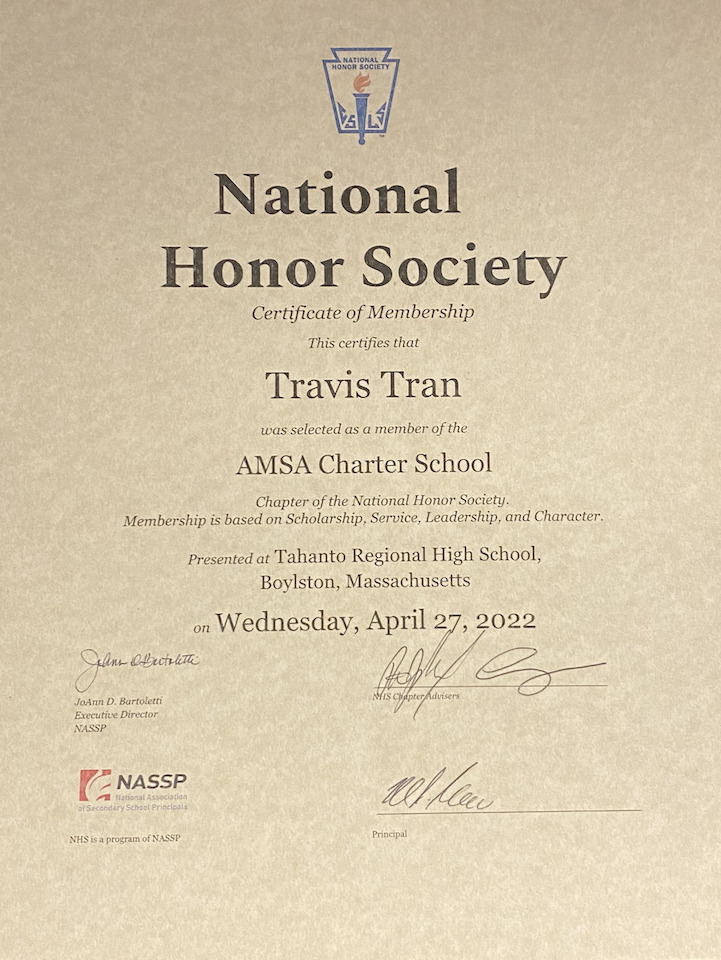 NATIONAL
HONOR SOCIETY
National
Honor Society
Certificate of Membership
This certifies that
Travis Tran
was selected as a member of the
AMSA Charter School
Chapter of the National Honor Society.
Membership is based on Scholarship, Service, Leadership, and Character.
Presented at Tahanto Regional High School,
Boylston, Massachusetts
on Wednesday, April 27, 2022
JoAnn D. Bartoletti
JoAnn D. Bartoletti
Executive Director
NASSP
NHS Chapter Advisers
NASSP
National Association
of Secondary School Principals
NHS is a program of NASSP
Principal